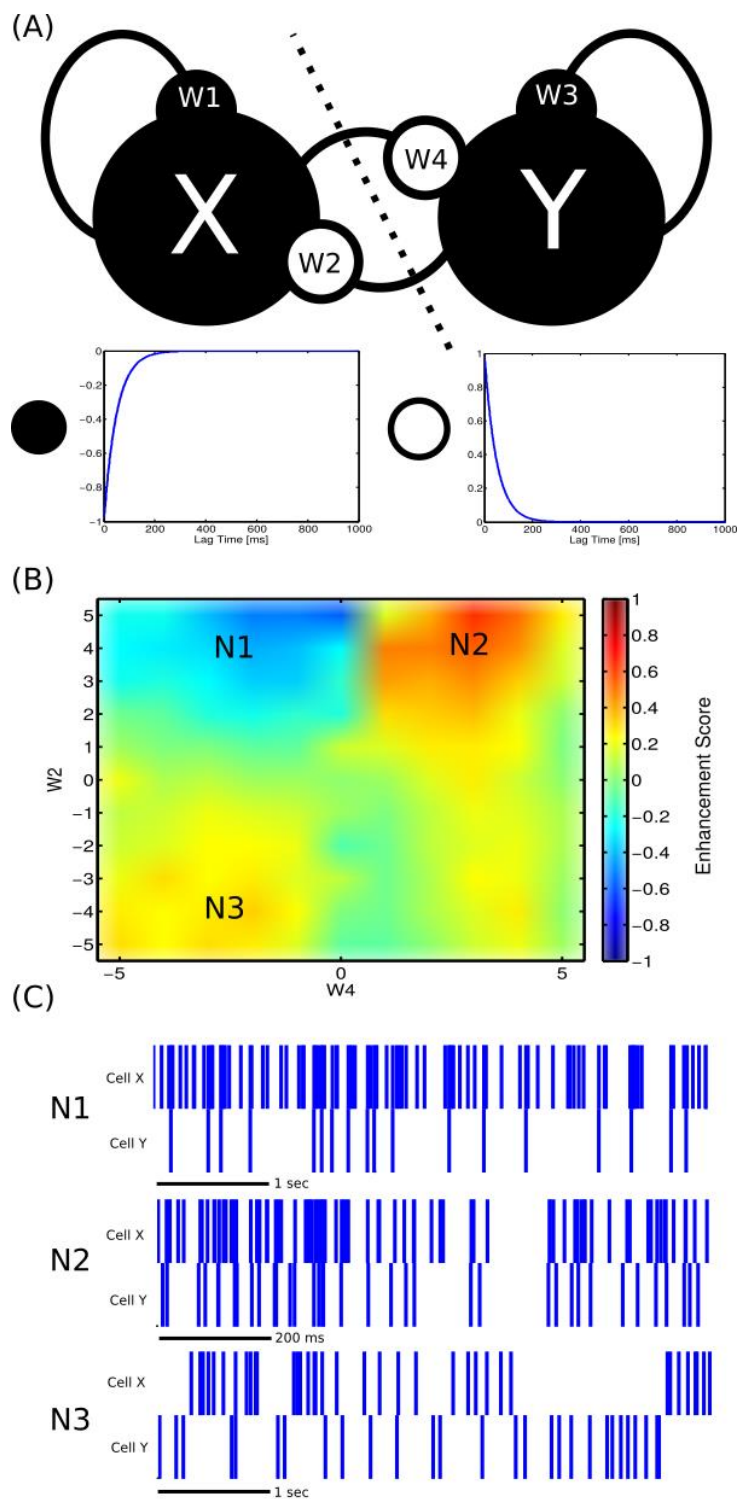 (A)
W1
W3
W4
X
Y
W2
0
−0.2
−0.4
−0.6
−0.8
−1
0
200
400
600
800
1000
Lag Time [ms]
1
0.8
0.6
0.4
0.2
0
0
200
400
600
800
1000
Lag Time [ms]
(B)
5
4
3
2
1
0
−1
−2
−3
−4
−5
W2
N1
N2
N3
−5
0
5
W4
1
0.8
0.6
0.4
0.2
0
−0.2
−0.4
−0.6
−0.8
−1
Enhancement Score
(C)
N1
Cell X
Cell Y
1 sec
N2
Cell X
Cell Y
200 ms
N3
Cell X
Cell Y
1 sec